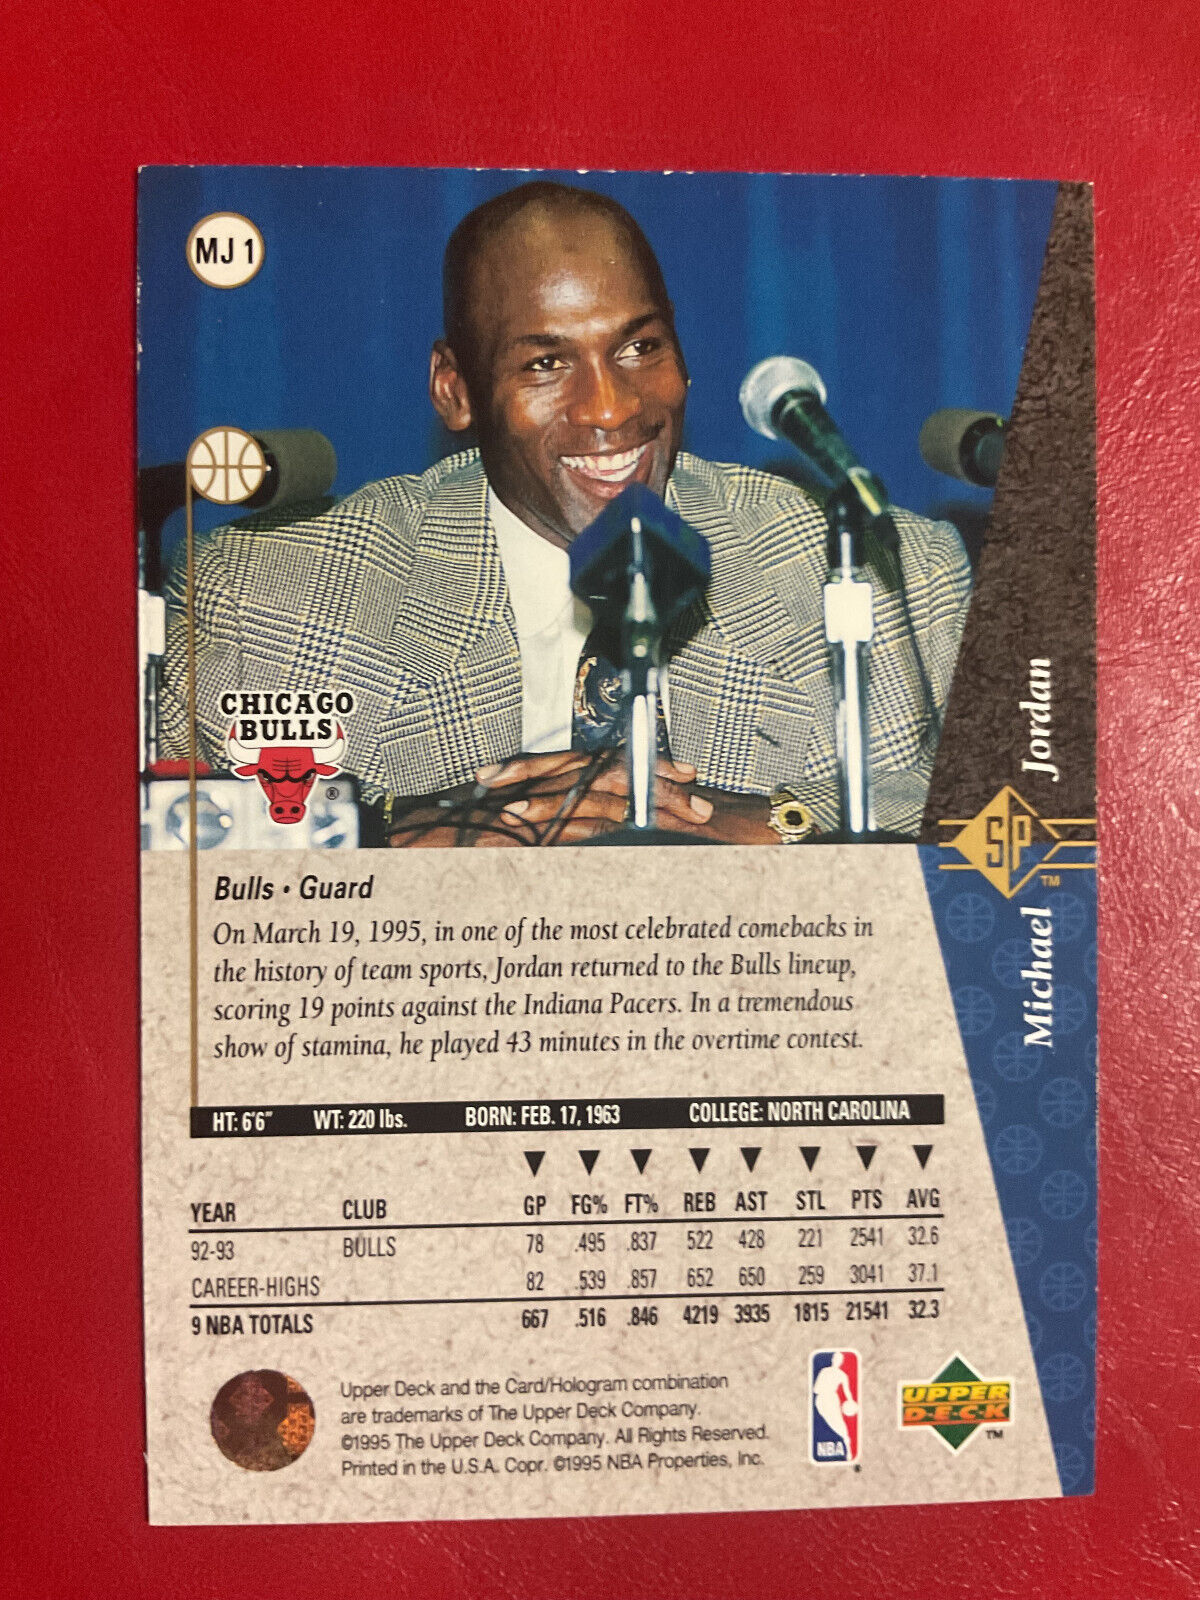 MJ 1
CHICAGO
BULLS
®
Michael Jordan
SP
TM
Bulls • Guard
On March 19, 1995, in one of the most celebrated comebacks in
the history of team sports, Jordan returned to the Bulls lineup,
scoring 19 points against the Indiana Pacers. In a tremendous
show of stamina, he played 43 minutes in the overtime contest.
HT: 6'6" WT: 220 lbs. BORN: FEB. 17, 1963 COLLEGE: NORTH CAROLINA
YEAR CLUB GP FG% FT% REB AST STL PTS AVG
92-93 BULLS 78 .495 .837 522 428 221 2541 32.6
CAREER-HIGHS 82 .539 .857 652 650 259 3041 37.1
9 NBA TOTALS 667 .516 .846 4219 3935 1815 21541 32.3
Upper Deck and the Card/Hologram combination
are trademarks of The Upper Deck Company.
©1995 The Upper Deck Company. All Rights Reserved.
Printed in the U.S.A. Copr. ©1995 NBA Properties, Inc.
NBA
®
UPPER
D·E·C·K
TM